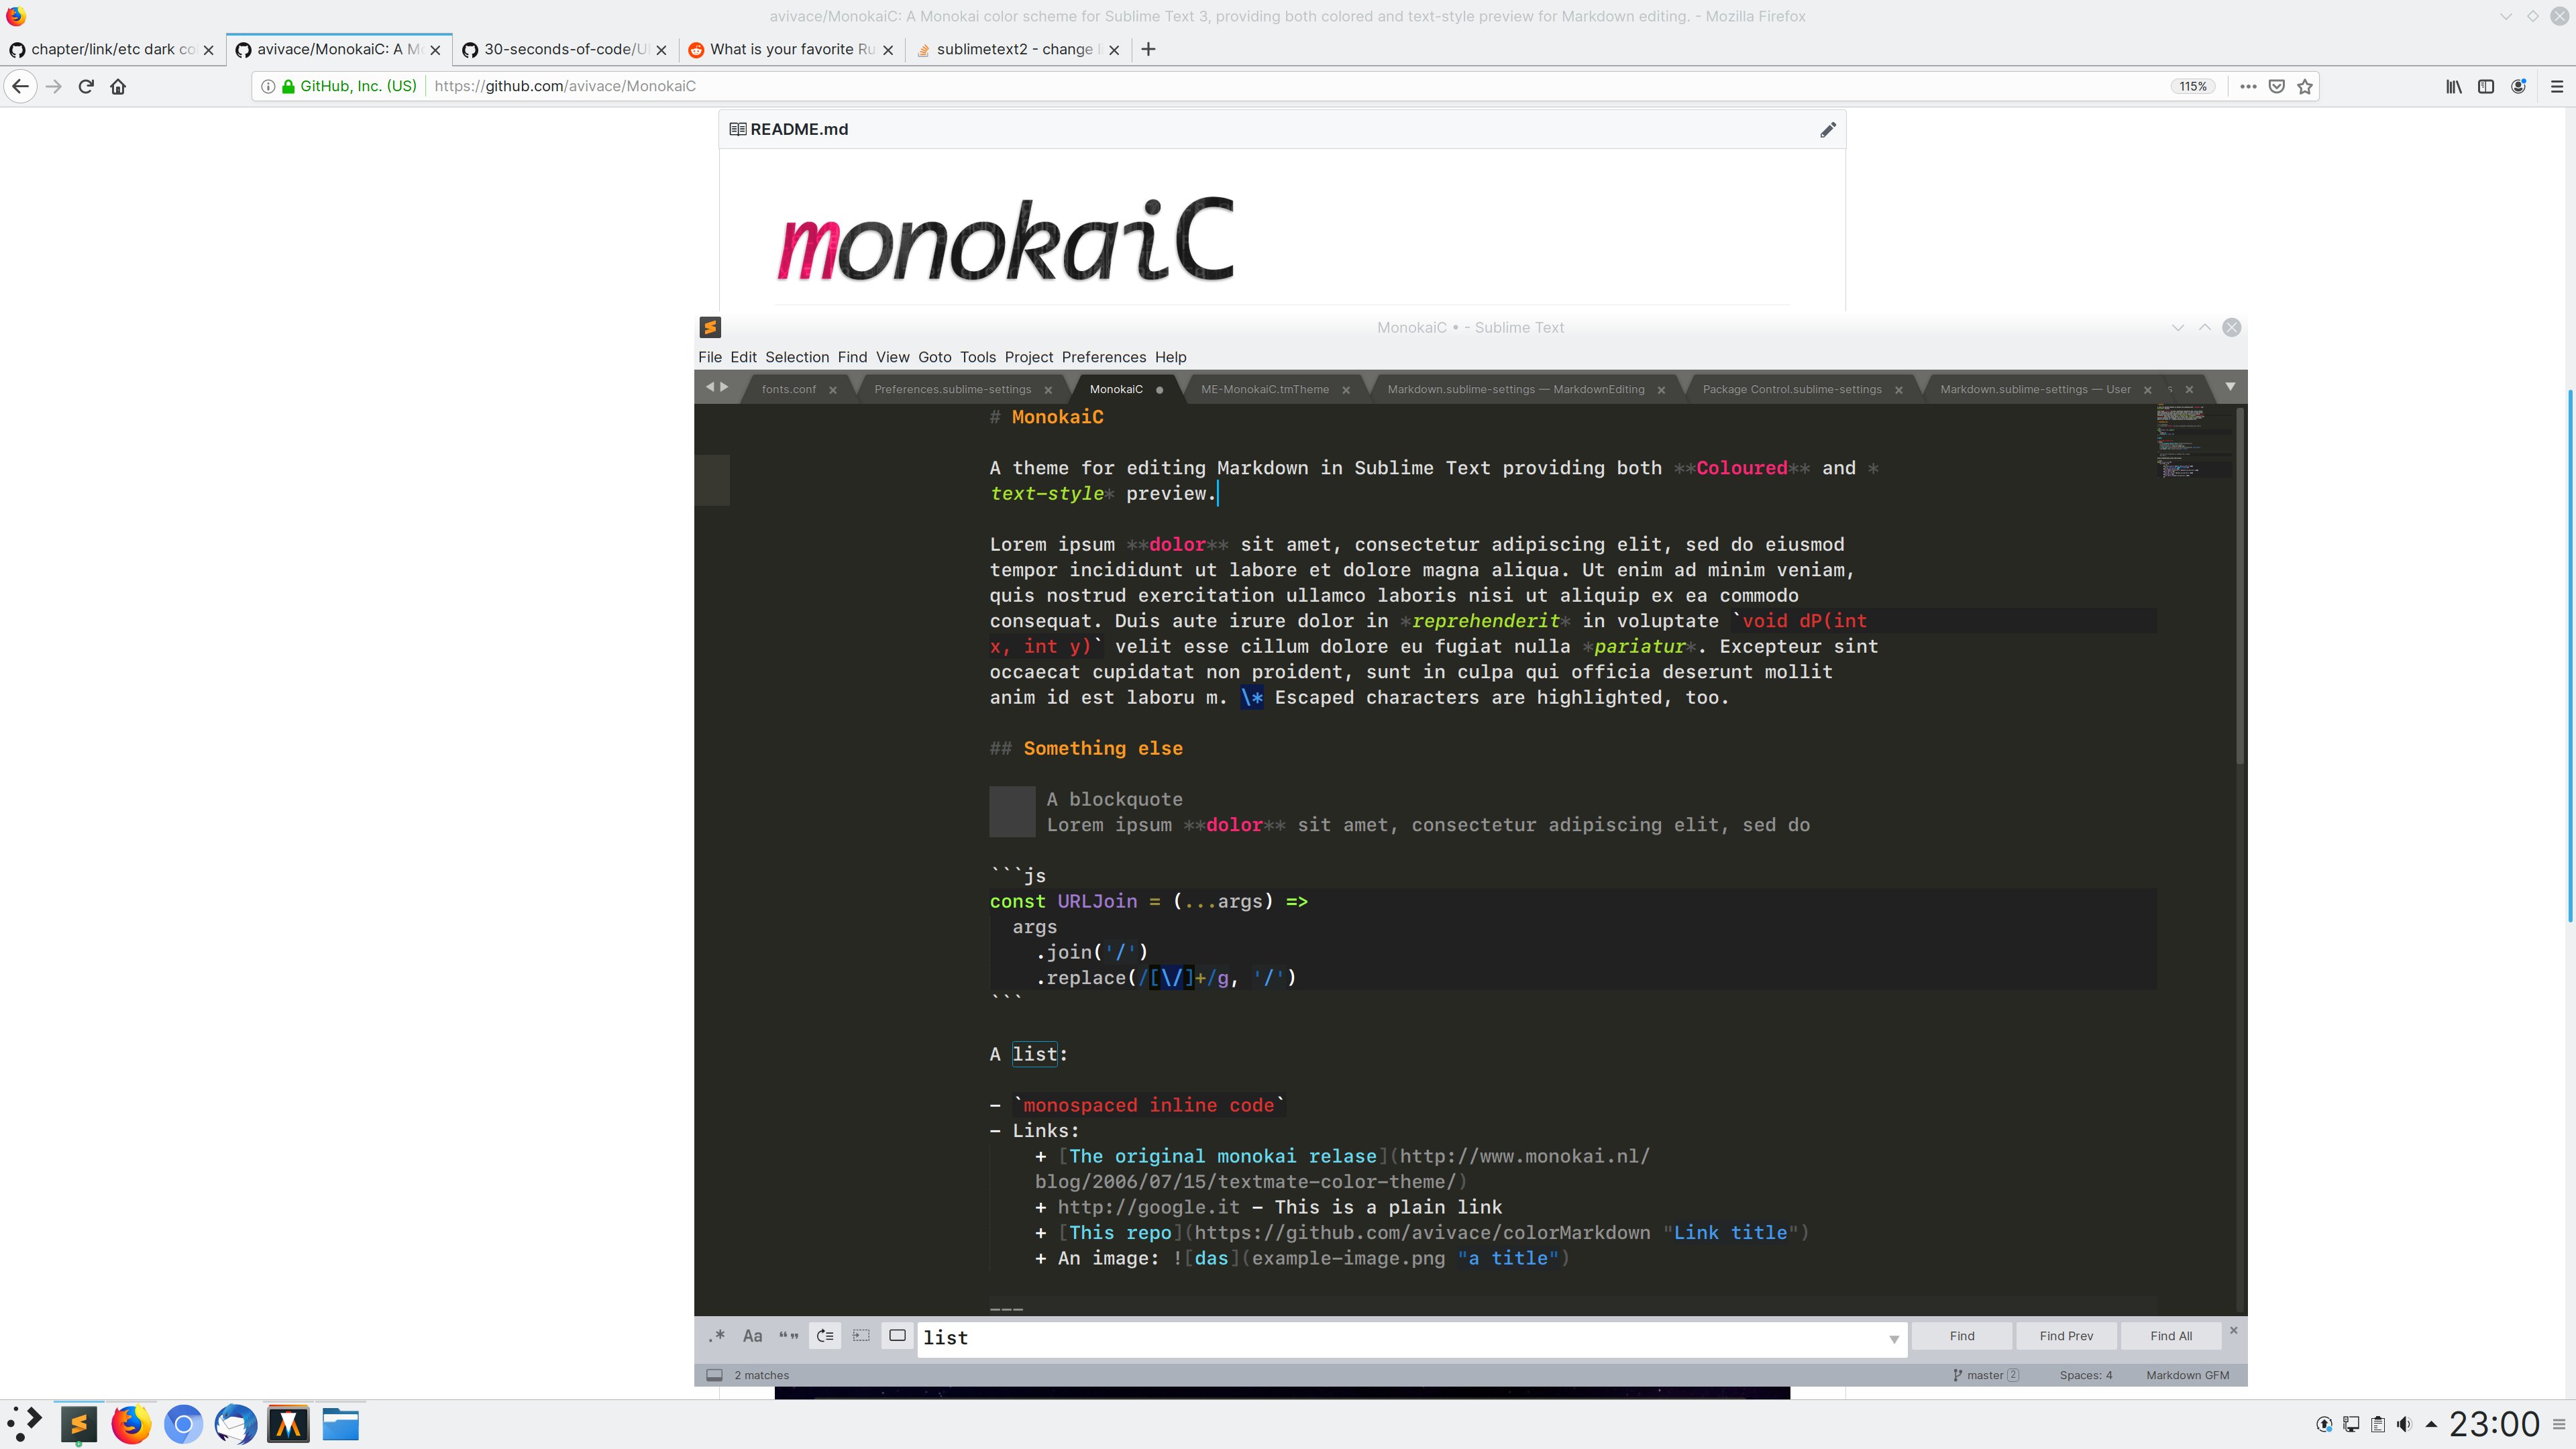 avivace/MonokaiC: A Monokai color scheme for Sublime Text 3, providing both colored and text-style preview for Markdown editing. - Mozilla Firefox
chapter/link/etc dark co
avivace/MonokaiC: A Mo
30-seconds-of-code/U
What is your favorite Ru
sublimetext2 - change
GitHub, Inc. (US)
https://github.com/avivace/MonokaiC
115%
README.md
monokaiC
MonokaiC • - Sublime Text
File Edit Selection Find View Goto Tools Project Preferences Help
fonts.conf
Preferences.sublime-settings
MonokaiC
ME-MonokaiC.tmTheme
Markdown.sublime-settings — MarkdownEditing
Package Control.sublime-settings
Markdown.sublime-settings — User
s
# MonokaiC
A theme for editing Markdown in Sublime Text providing both **Coloured** and *
text-style* preview.
Lorem ipsum **dolor** sit amet, consectetur adipiscing elit, sed do eiusmod
tempor incididunt ut labore et dolore magna aliqua. Ut enim ad minim veniam,
quis nostrud exercitation ullamco laboris nisi ut aliquip ex ea commodo
consequat. Duis aute irure dolor in *reprehenderit* in voluptate `void dP(int
x, int y)` velit esse cillum dolore eu fugiat nulla *pariatur*. Excepteur sint
occaecat cupidatat non proident, sunt in culpa qui officia deserunt mollit
anim id est laboru m. \* Escaped characters are highlighted, too.
## Something else
A blockquote
Lorem ipsum **dolor** sit amet, consectetur adipiscing elit, sed do
```js
const URLJoin = (...args) =>
args
.join('/')
.replace(/[\/]+/g, '/')
```
A list:
- `monospaced inline code`
- Links:
+ [The original monokai relase](http://www.monokai.nl/
blog/2006/07/15/textmate-color-theme/)
+ http://google.it - This is a plain link
+ [This repo](https://github.com/avivace/colorMarkdown "Link title")
+ An image: ![das](example-image.png "a title")
---
.* Aa “” list Find Find Prev Find All
2 matches
master 2
Spaces: 4
Markdown GFM
23:00